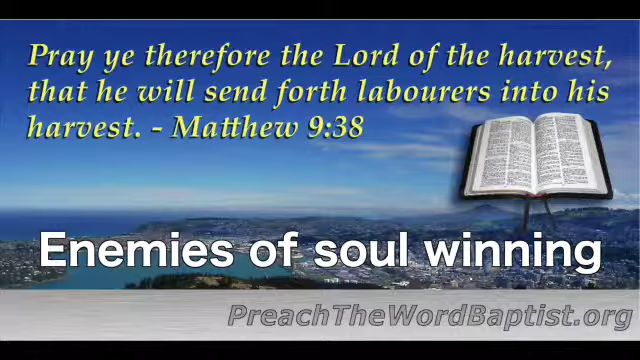 Pray ye therefore the Lord of the harvest,
that he will send forth labourers into his
harvest. - Matthew 9:38
Enemies of soul winning
PreachTheWordBaptist.org